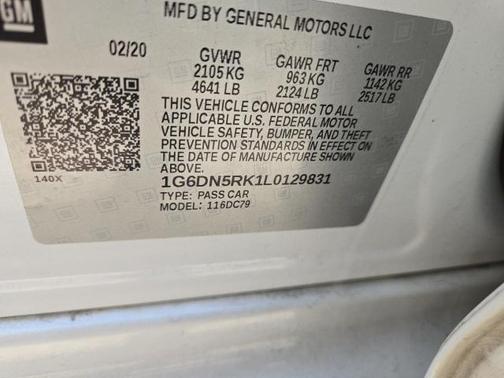 GM
MFD BY GENERAL MOTORS LLC
02/20 GVWR GAWR FRT GAWR RR
2105 KG 963 KG 1142 KG
4641 LB 2124 LB 2517 LB
THIS VEHICLE CONFORMS TO ALL
APPLICABLE U.S. FEDERAL MOTOR
VEHICLE SAFETY, BUMPER, AND THEFT
PREVENTION STANDARDS IN EFFECT ON
THE DATE OF MANUFACTURE SHOWN
ABOVE.
140X 1G6DN5RK1L0129831
TYPE: PASS CAR
MODEL: 116DC79